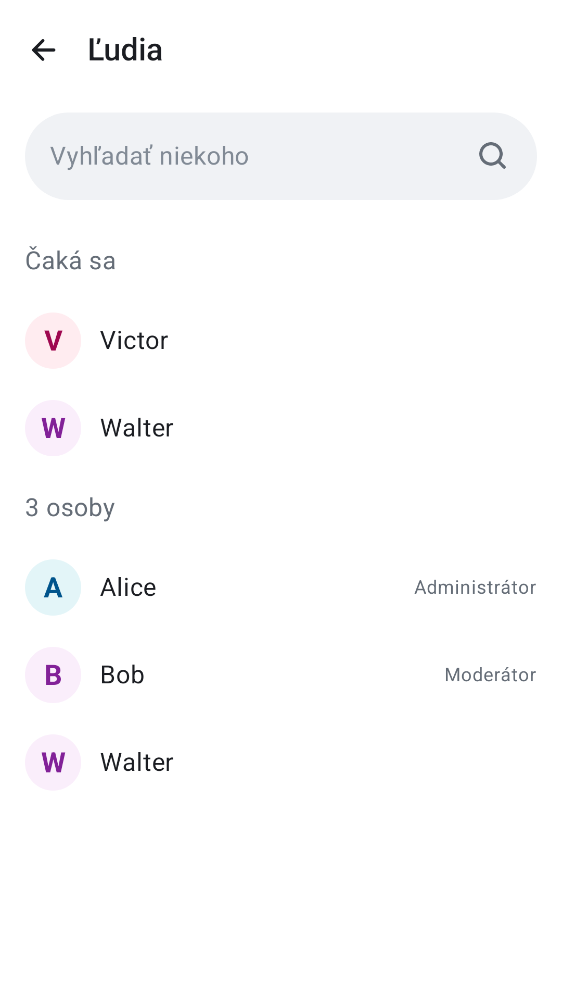 Ľudia
Vyhľadať niekoho
Čaká sa
V Victor
W Walter
3 osoby
A Alice Administrátor
B Bob Moderátor
W Walter